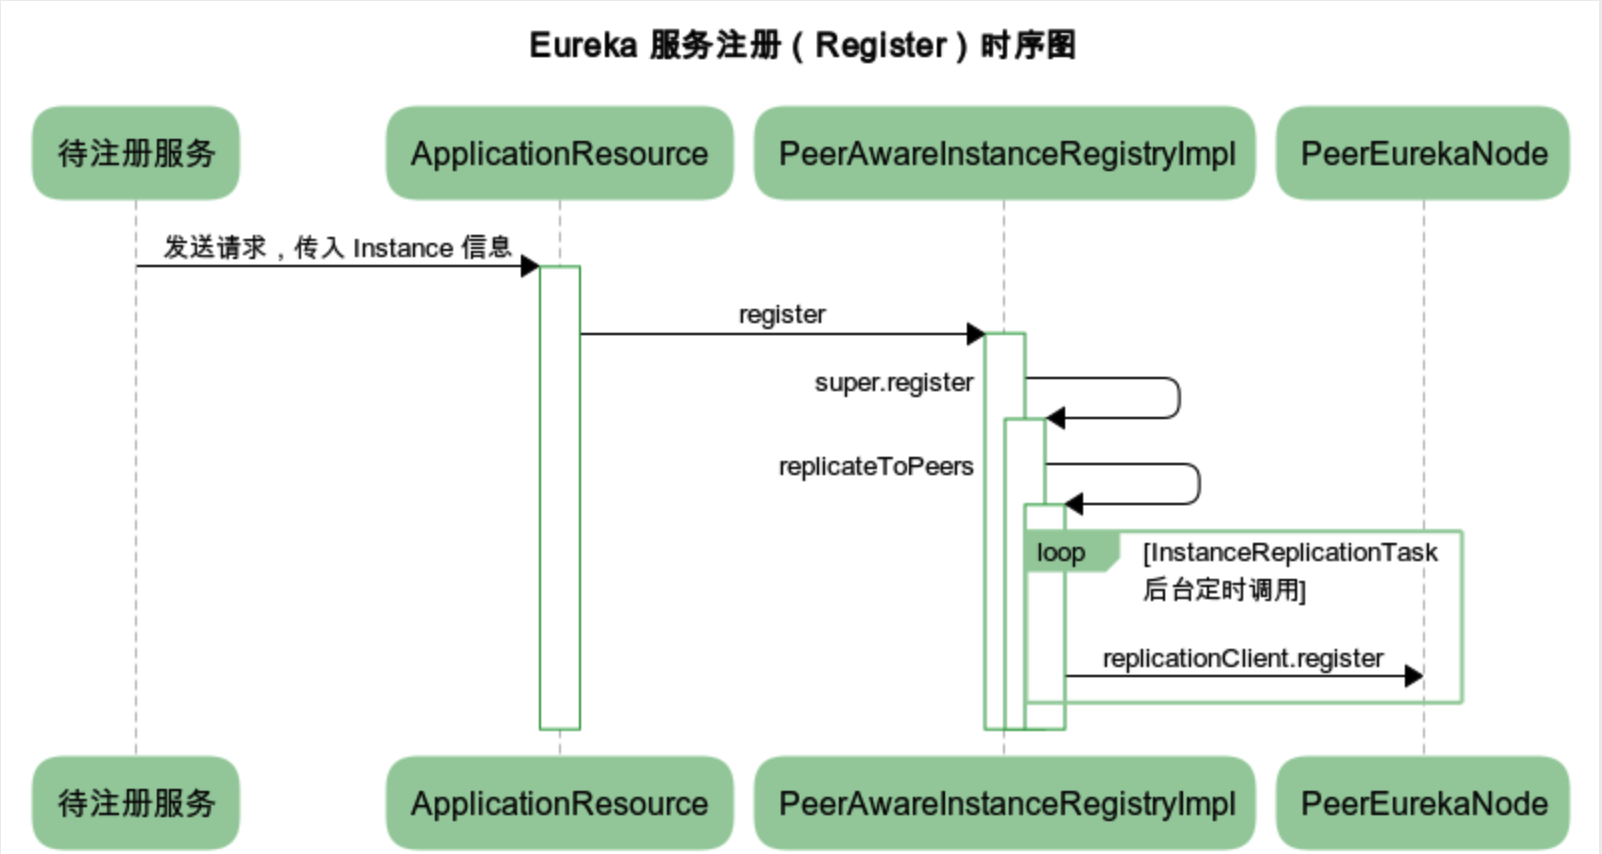 Eureka 服务注册（Register）时序图
待注册服务
ApplicationResource
PeerAwareInstanceRegistryImpl
PeerEurekaNode
发送请求，传入 Instance 信息
register
super.register
replicateToPeers
loop
[InstanceReplicationTask
后台定时调用]
replicationClient.register
待注册服务
ApplicationResource
PeerAwareInstanceRegistryImpl
PeerEurekaNode